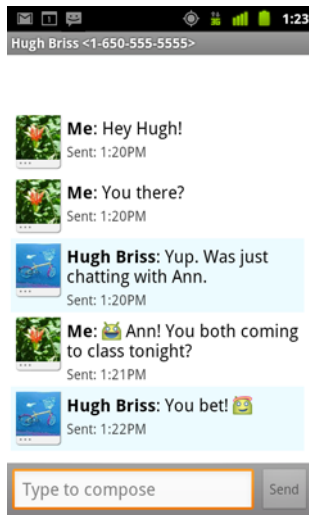 1:23
Hugh Briss <1-650-555-5555>
Me: Hey Hugh!
Sent: 1:20PM
Me: You there?
Sent: 1:20PM
Hugh Briss: Yup. Was just
chatting with Ann.
Sent: 1:20PM
Me: Ann! You both coming
to class tonight?
Sent: 1:21PM
Hugh Briss: You bet!
Sent: 1:22PM
Type to compose
Send